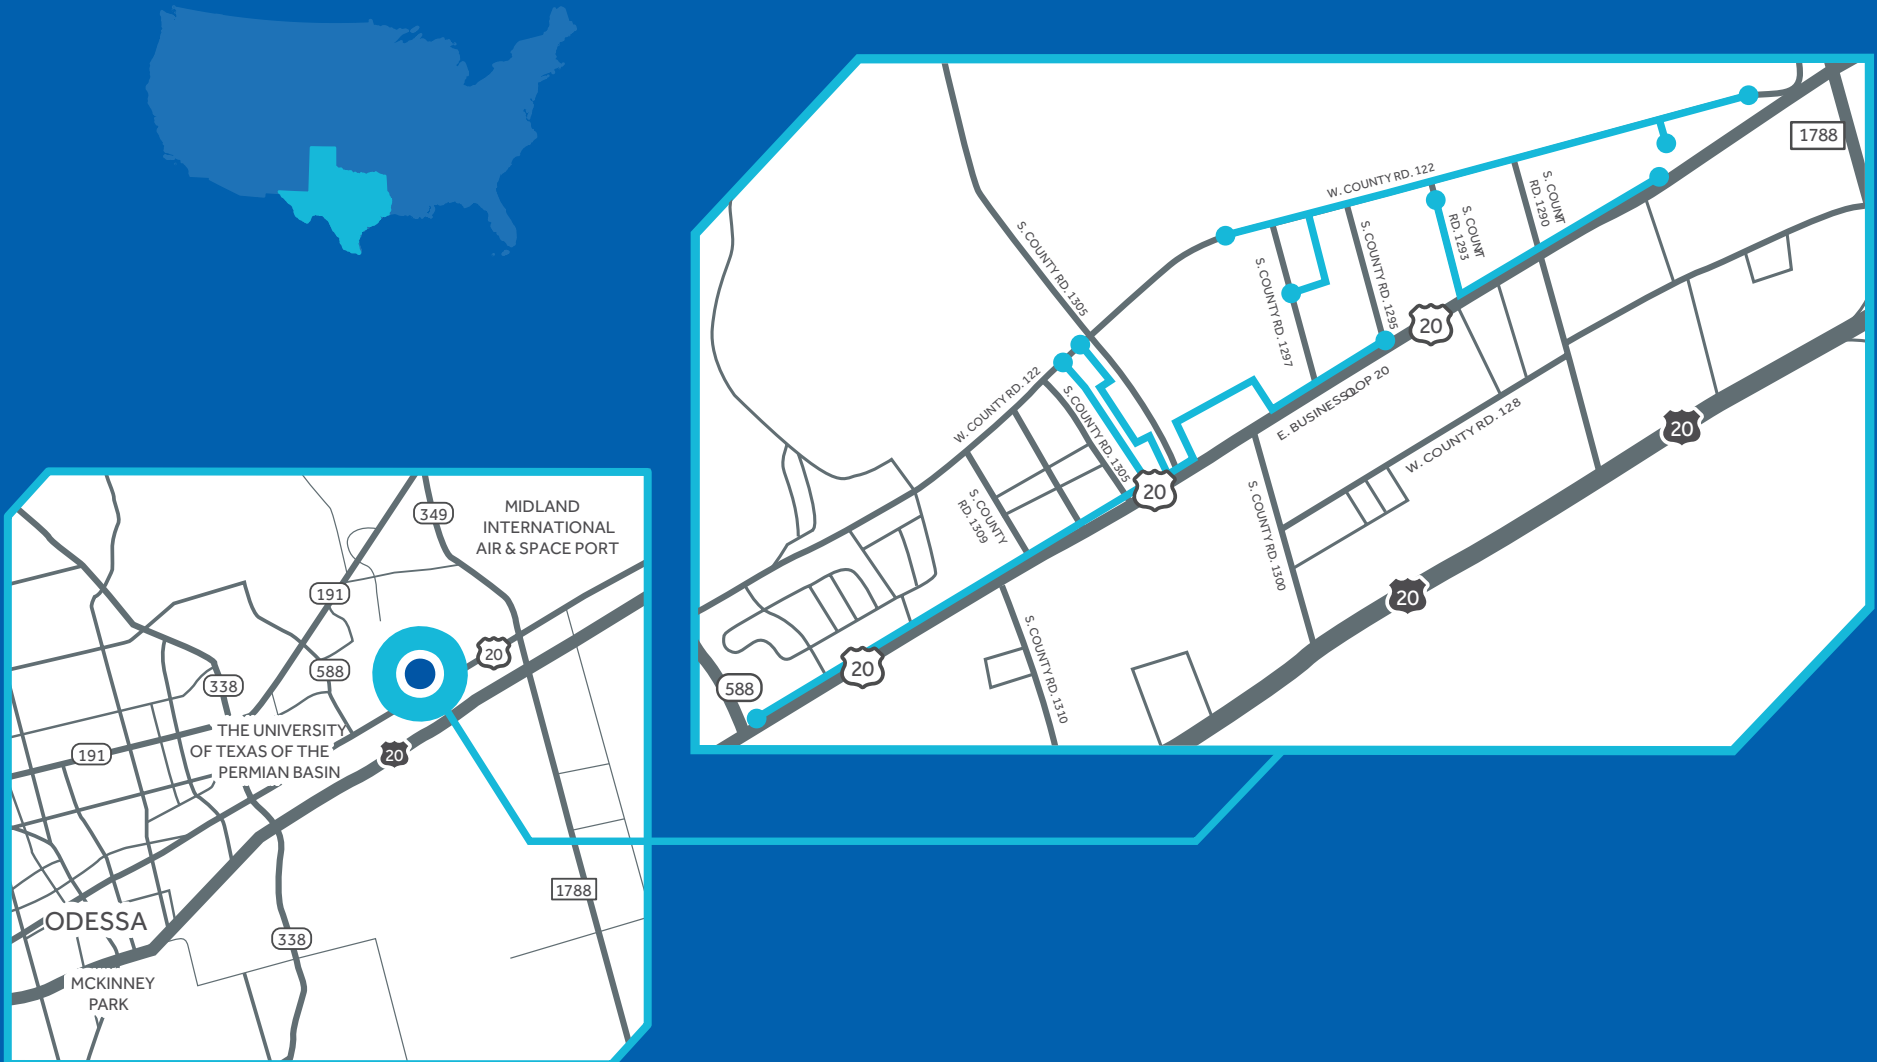 1788
W. COUNTY RD. 122
S. COUNT
RD. 1290
S. COUNT
RD. 1293
S. COUNTY RD. 1305
S. COUNTY RD. 1295
S. COUNTY RD. 1297
20
E. BUSINESS
LOOP 20
W. COUNTY RD. 122
S. COUNTY RD. 1305
W. COUNTY RD. 128
20
20
S. COUNTY
RD. 1309
S. COUNTY RD. 1300
20
S. COUNTY RD. 1310
20
588
349
MIDLAND
INTERNATIONAL
AIR & SPACE PORT
191
20
588
338
THE UNIVERSITY
OF TEXAS OF THE
PERMIAN BASIN
191
20
1788
ODESSA
338
MCKINNEY
PARK